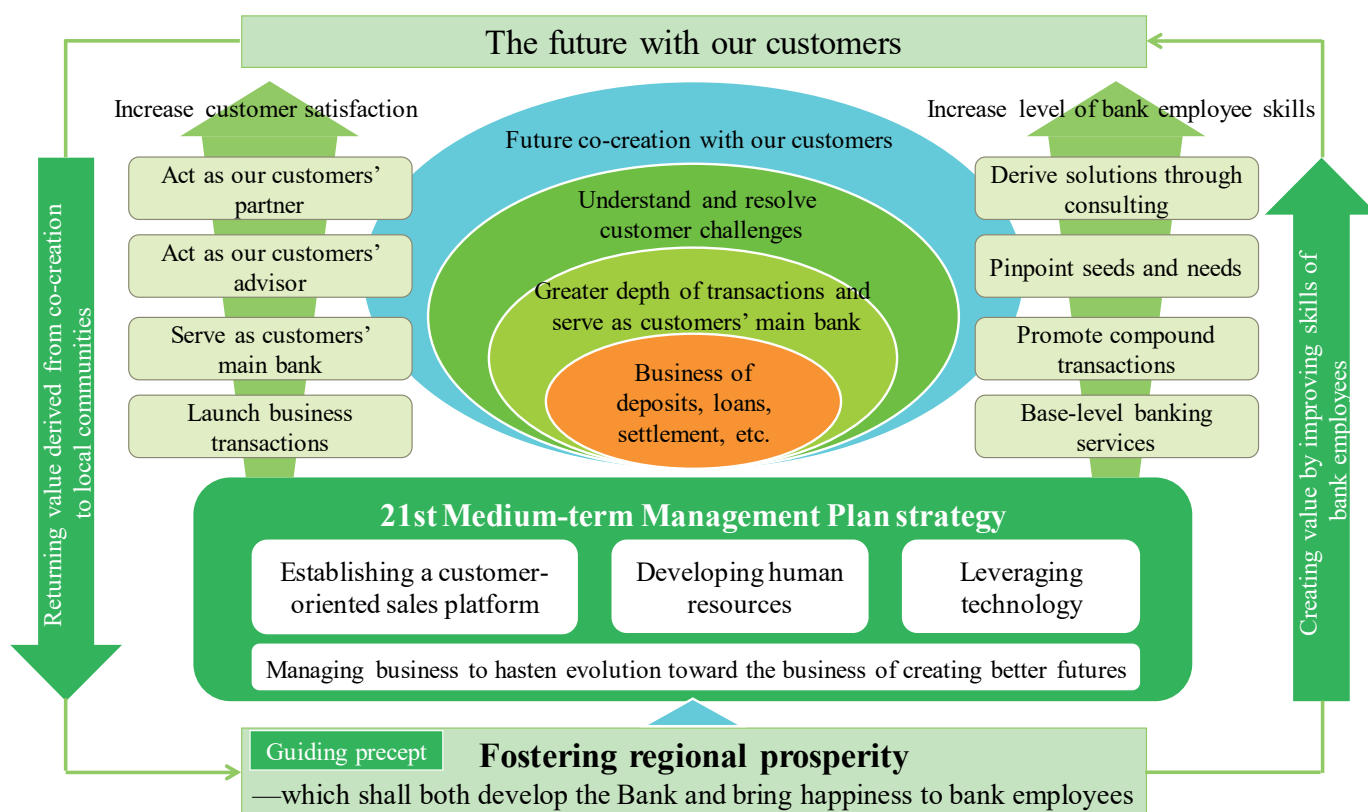 The future with our customers
Increase customer satisfaction
Act as our customers’
partner
Act as our customers’
advisor
Serve as customers’
main bank
Launch business
transactions
Future co-creation with our customers
Understand and resolve
customer challenges
Greater depth of transactions and
serve as customers’ main bank
Business of
deposits, loans,
settlement, etc.
Increase level of bank employee skills
Derive solutions through
consulting
Pinpoint seeds and needs
Promote compound
transactions
Base-level banking
services
Returning value derived from co-creation
to local communities
Creating value by improving skills of
bank employees
21st Medium-term Management Plan strategy
Establishing a customer-
oriented sales platform
Developing human
resources
Leveraging
technology
Managing business to hasten evolution toward the business of creating better futures
Guiding precept
Fostering regional prosperity
—which shall both develop the Bank and bring happiness to bank employees